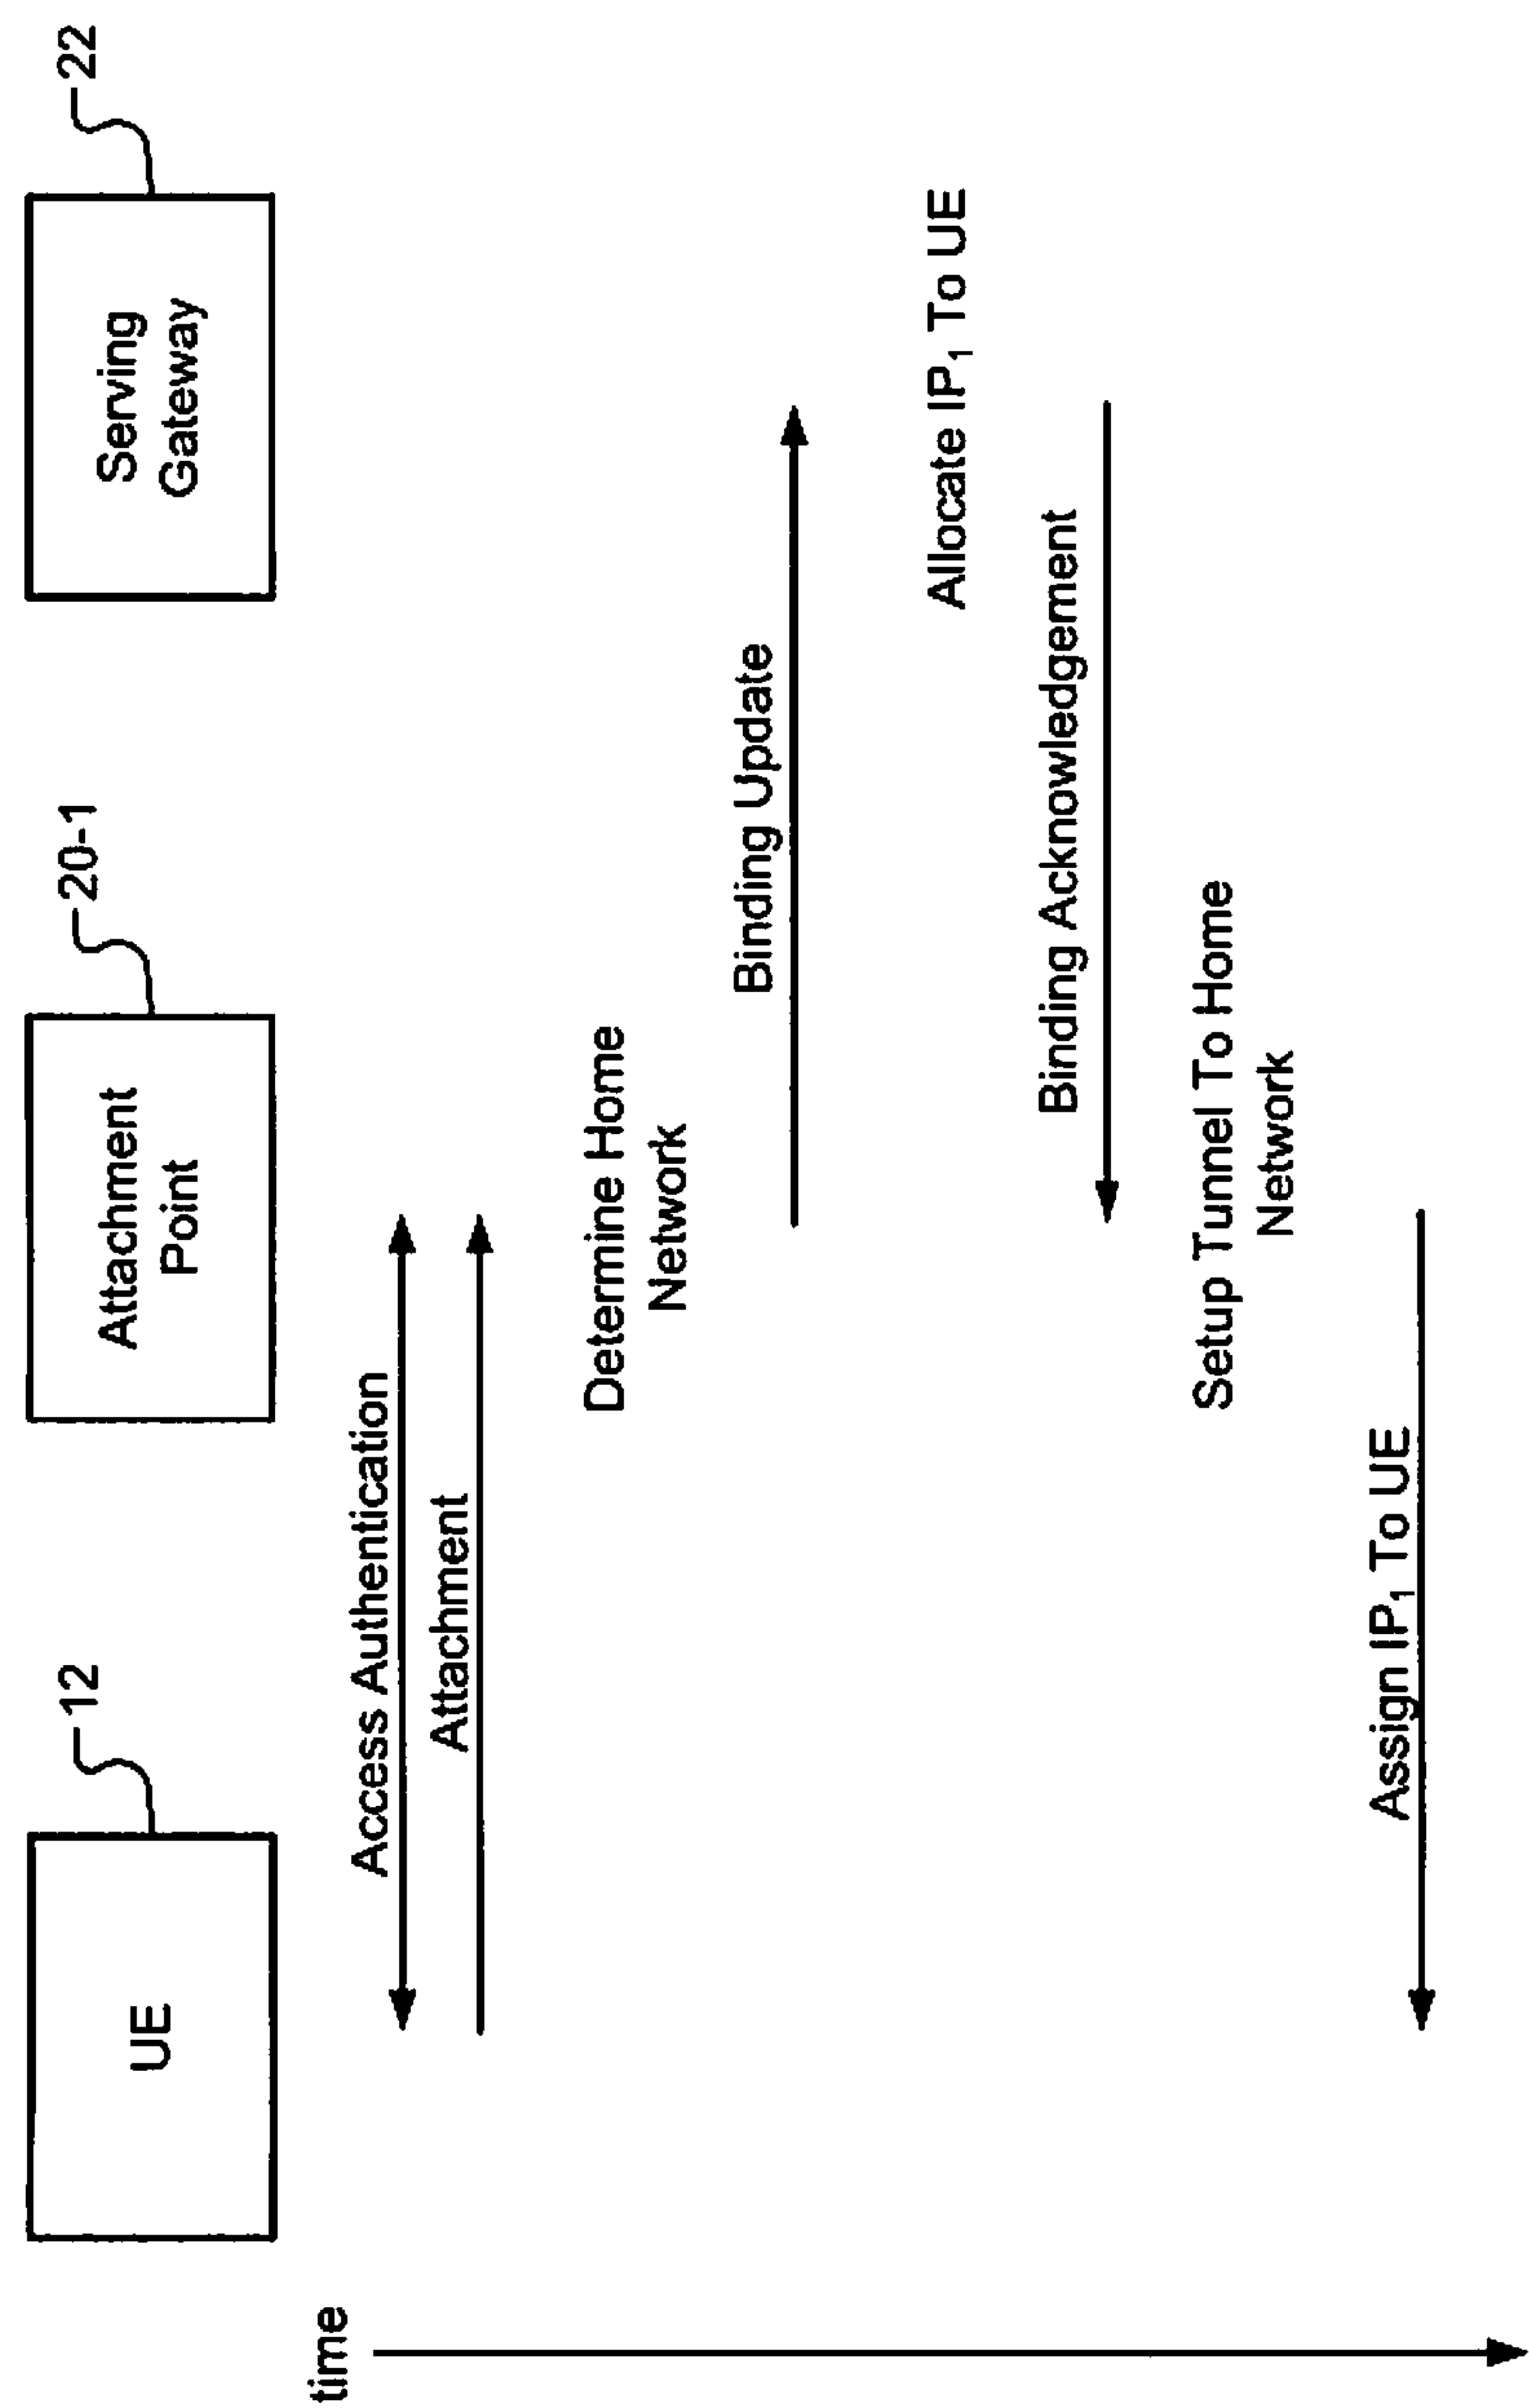 12
20-1
22
UE
Attachment
Point
Serving
Gateway
time
Access Authentication
Attachment
Determine Home
Network
Binding Update
Allocate IP₁ To UE
Binding Acknowledgement
Setup Tunnel To Home
Network
Assign IP₁ To UE